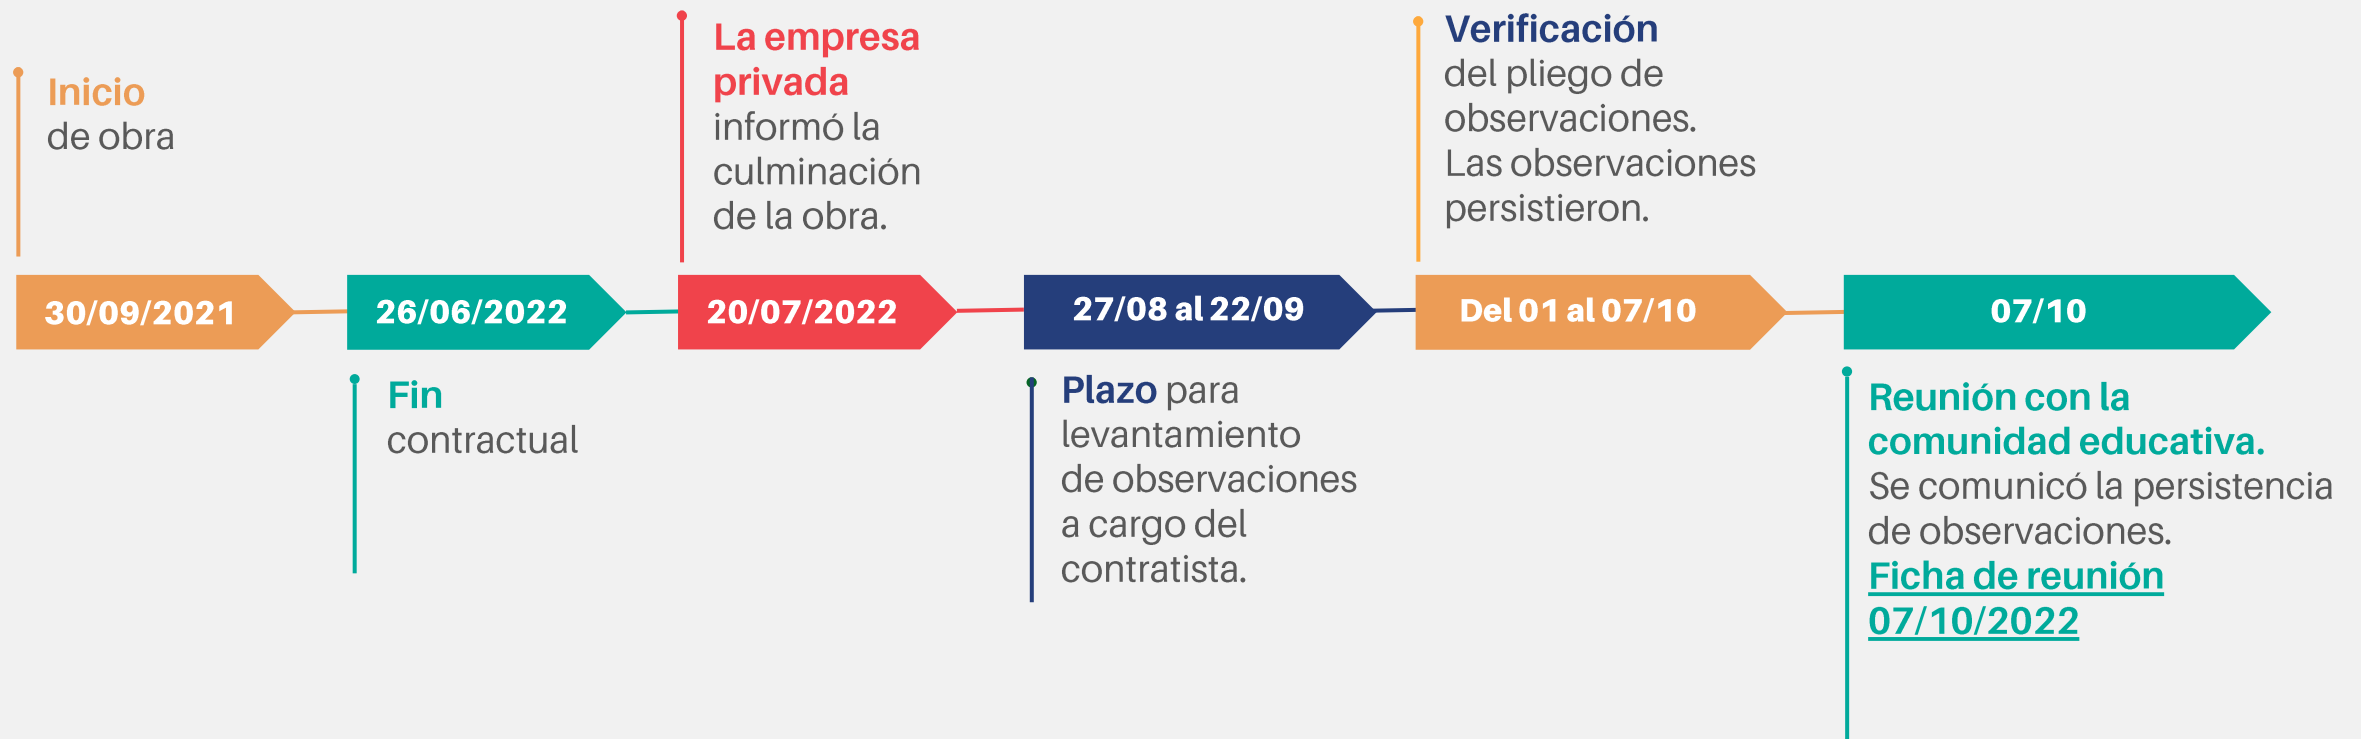 Inicio
de obra
30/09/2021
26/06/2022
Fin
contractual
La empresa
privada
informó la
culminación
de la obra.
20/07/2022
27/08 al 22/09
Plazo para
levantamiento
de observaciones
a cargo del
contratista.
Verificación
del pliego de
observaciones.
Las observaciones
persistieron.
Del 01 al 07/10
07/10
Reunión con la
comunidad educativa.
Se comunicó la persistencia
de observaciones.
Ficha de reunión
07/10/2022